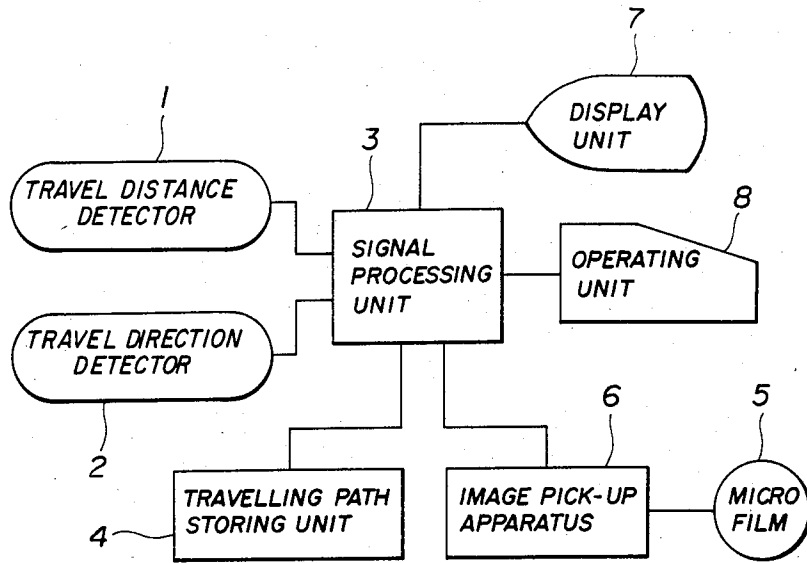 7
1
DISPLAY
UNIT
3
8
TRAVEL DISTANCE
DETECTOR
SIGNAL
PROCESSING
UNIT
OPERATING
UNIT
TRAVEL DIRECTION
DETECTOR
2
6
5
TRAVELLING PATH
STORING UNIT
4
IMAGE PICK-UP
APPARATUS
MICRO
FILM